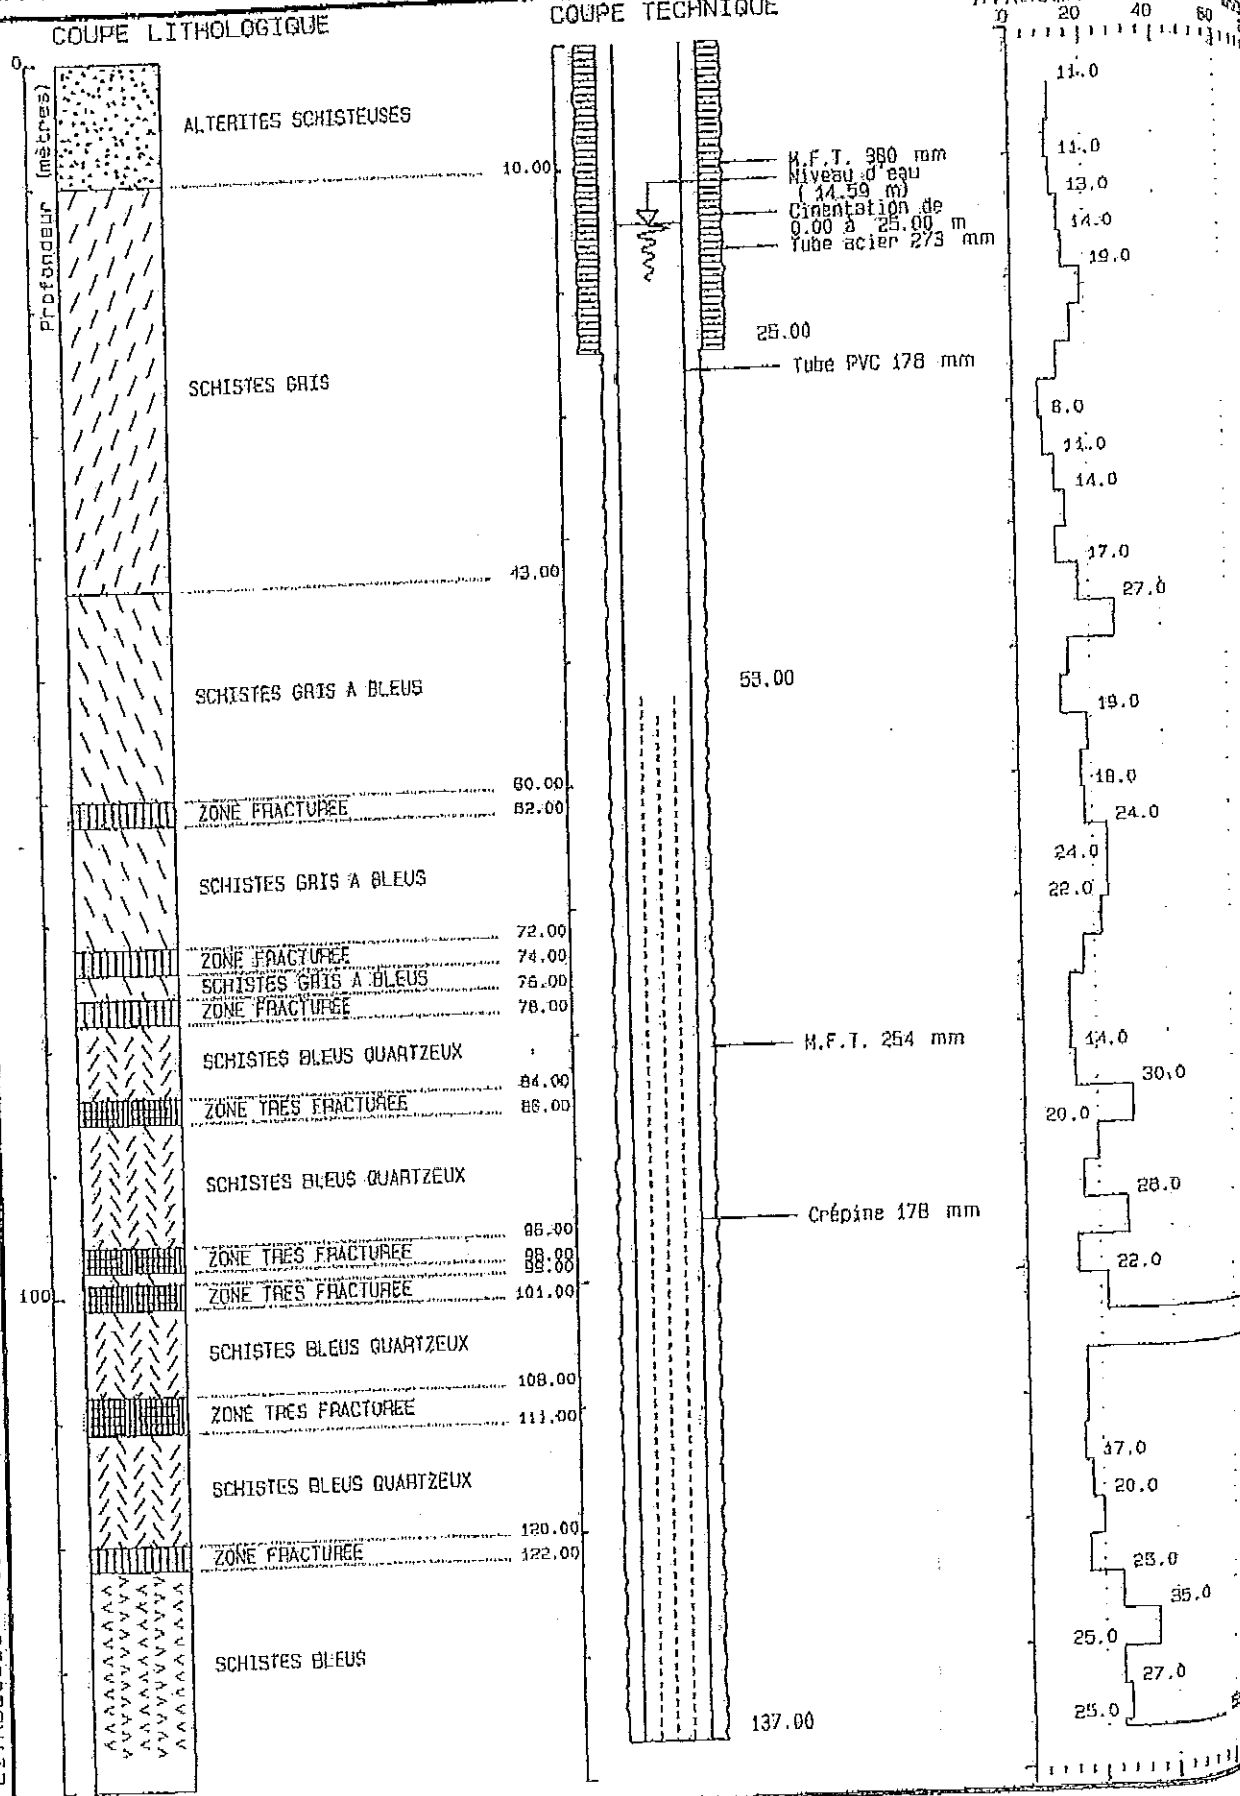 COUPE LITHOLOGIQUE
COUPE TECHNIQUE
0
20
40
60
0
Profondeur (mètres)
ALTERITES SCHISTEUSES
10.00
SCHISTES GRIS
43.00
SCHISTES GRIS A BLEUS
60.00
ZONE FRACTUREE
62.00
SCHISTES GRIS A BLEUS
72.00
ZONE FRACTUREE
74.00
SCHISTES GRIS A BLEUS
76.00
ZONE FRACTUREE
78.00
SCHISTES BLEUS QUARTZEUX
84.00
ZONE TRES FRACTUREE
86.00
SCHISTES BLEUS QUARTZEUX
96.00
ZONE TRES FRACTUREE
98.00
99.00
100
ZONE TRES FRACTUREE
101.00
SCHISTES BLEUS QUARTZEUX
108.00
ZONE TRES FRACTUREE
111.00
SCHISTES BLEUS QUARTZEUX
120.00
ZONE FRACTUREE
122.00
SCHISTES BLEUS
M.F.T. 380 mm
Niveau d'eau
( 14.59 m)
Cimentation de
0.00 à 25.00 m
Tube acier 273 mm
25.00
Tube PVC 178 mm
53.00
M.F.T. 254 mm
Crépine 178 mm
137.00
11.0
11.0
13.0
14.0
19.0
8.0
11.0
14.0
17.0
27.0
19.0
18.0
24.0
24.0
22.0
14.0
30.0
20.0
28.0
22.0
17.0
20.0
25.0
35.0
25.0
27.0
25.0